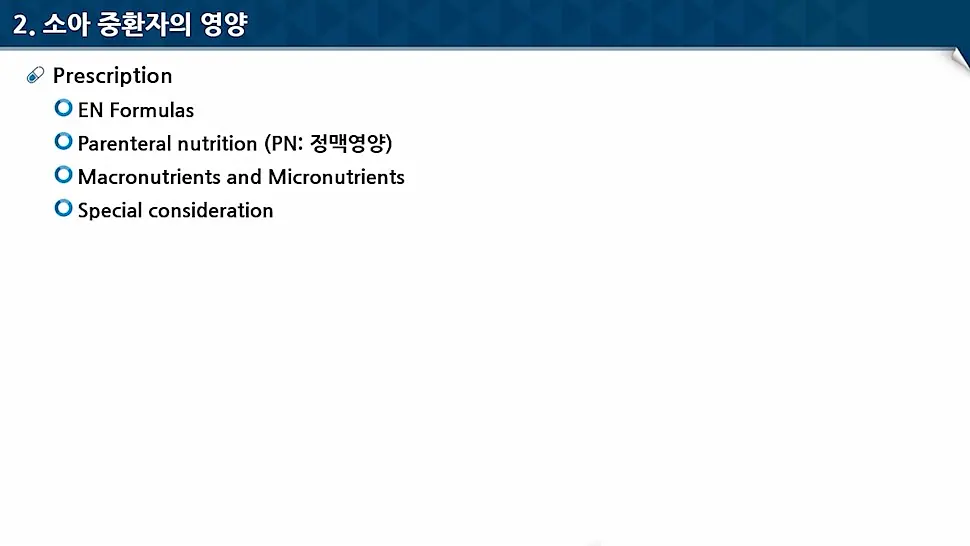 2. 소아 중환자의 영양
Prescription
EN Formulas
Parenteral nutrition (PN: 정맥영양)
Macronutrients and Micronutrients
Special consideration